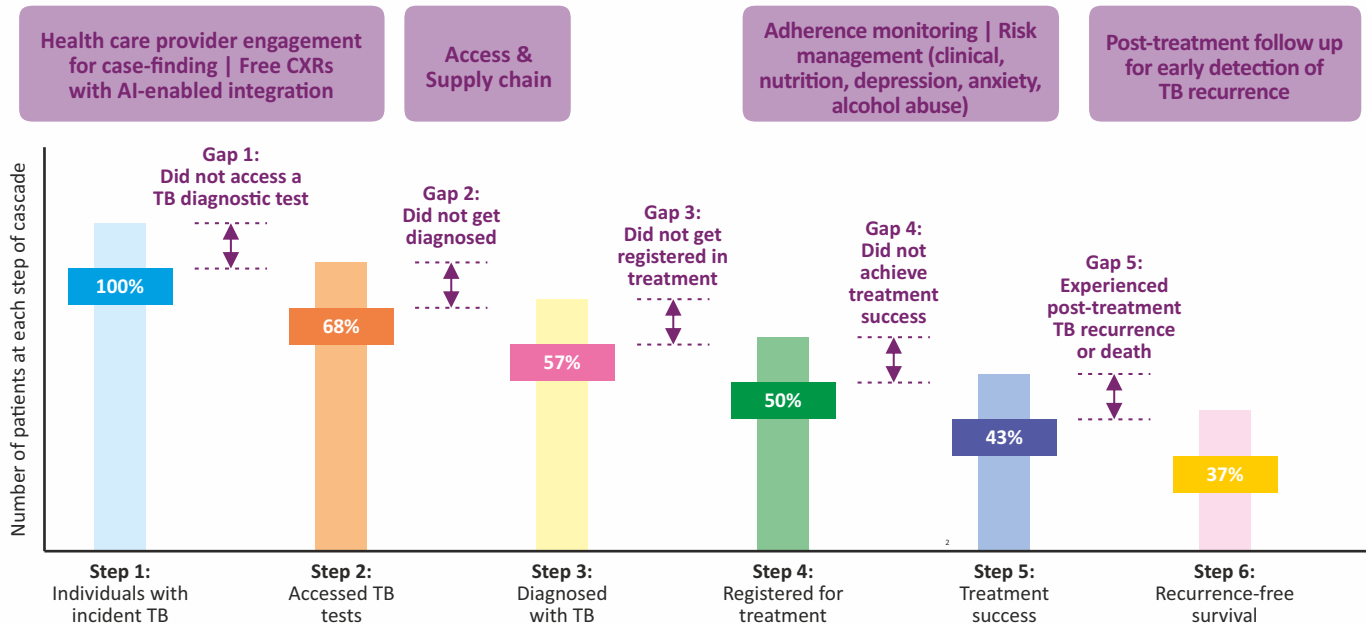 Health care provider engagement
for case-finding | Free CXRs
with AI-enabled integration
Access &
Supply chain
Adherence monitoring | Risk
management (clinical,
nutrition, depression, anxiety,
alcohol abuse)
Post-treatment follow up
for early detection of
TB recurrence
Number of patients at each step of cascade
Gap 1:
Did not access a
TB diagnostic test
Gap 2:
Did not get
diagnosed
Gap 3:
Did not get
registered in
treatment
Gap 4:
Did not
achieve
treatment
success
Gap 5:
Experienced
post-treatment
TB recurrence
or death
100%
68%
57%
50%
43%
37%
2
Step 1:
Individuals with
incident TB
Step 2:
Accessed TB
tests
Step 3:
Diagnosed
with TB
Step 4:
Registered for
treatment
Step 5:
Treatment
success
Step 6:
Recurrence-free
survival